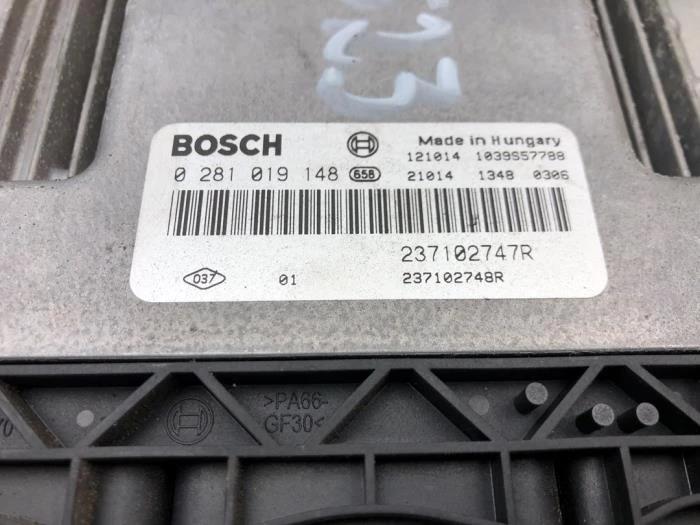 BOSCH Made in Hungary
121014 1039S57788
0 281 019 148 658 21014 1348 0306
237102747R
037 01 237102748R
>PA66-
GF30<